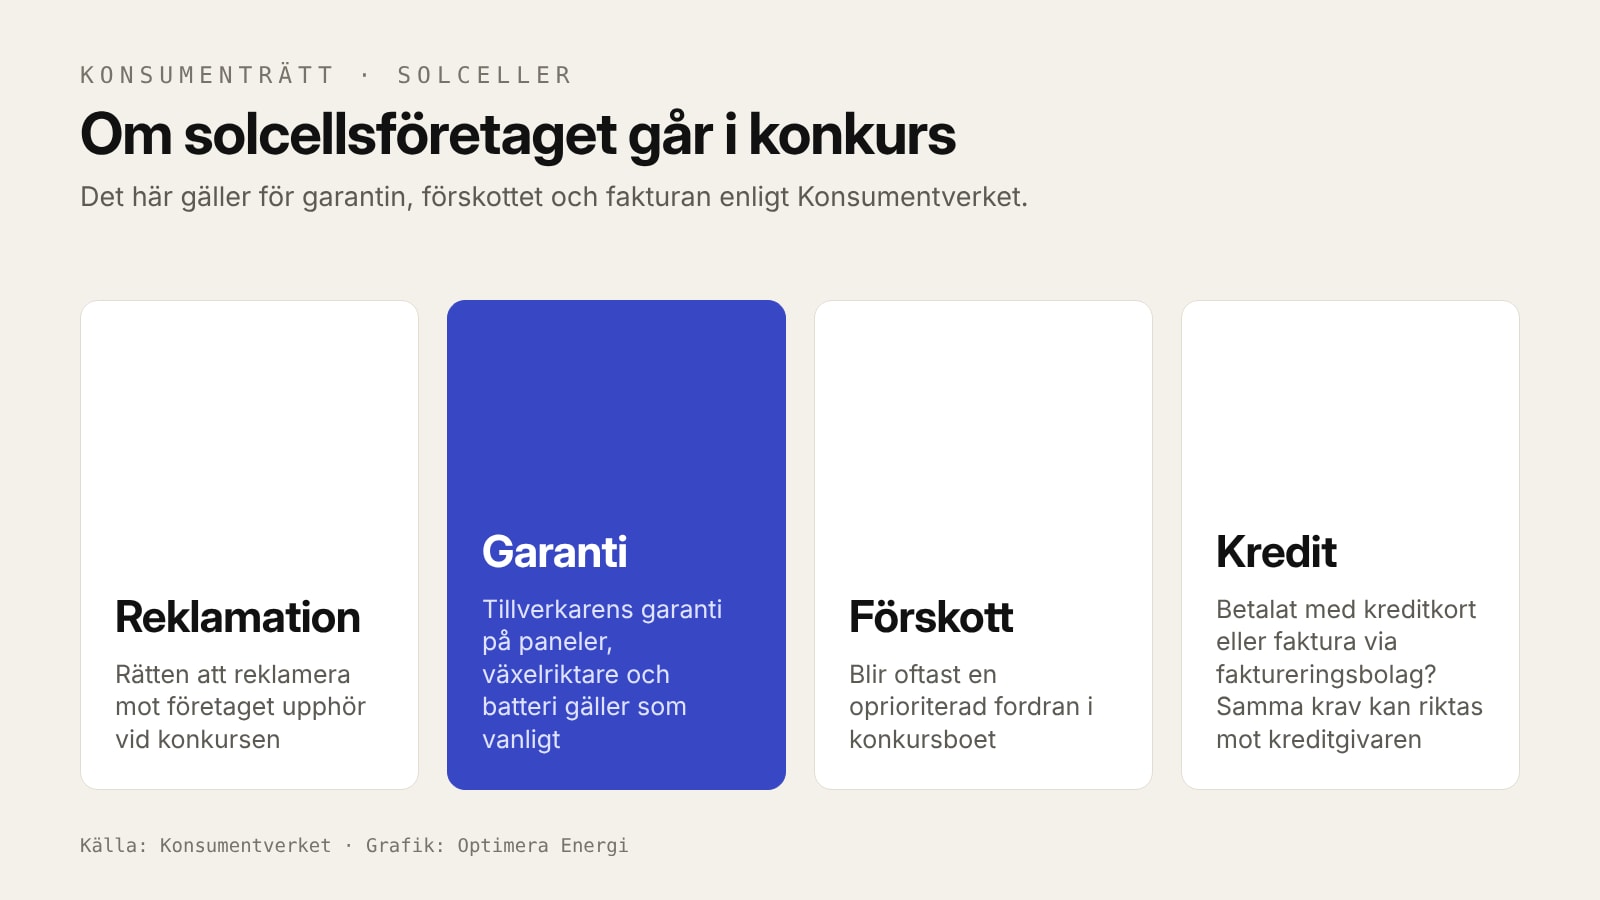 KONSUMENTRÄTT · SOLCELLER
Om solcellsföretaget går i konkurs
Det här gäller för garantin, förskottet och fakturan enligt Konsumentverket.
Reklamation
Rätten att reklamera
mot företaget upphör
vid konkursen
Garanti
Tillverkarens garanti
på paneler,
växelriktare och
batteri gäller som
vanligt
Förskott
Blir oftast en
oprioriterad fordran i
konkursboet
Kredit
Betalat med kreditkort
eller faktura via
faktureringsbolag?
Samma krav kan riktas
mot kreditgivaren
Källa: Konsumentverket · Grafik: Optimera Energi